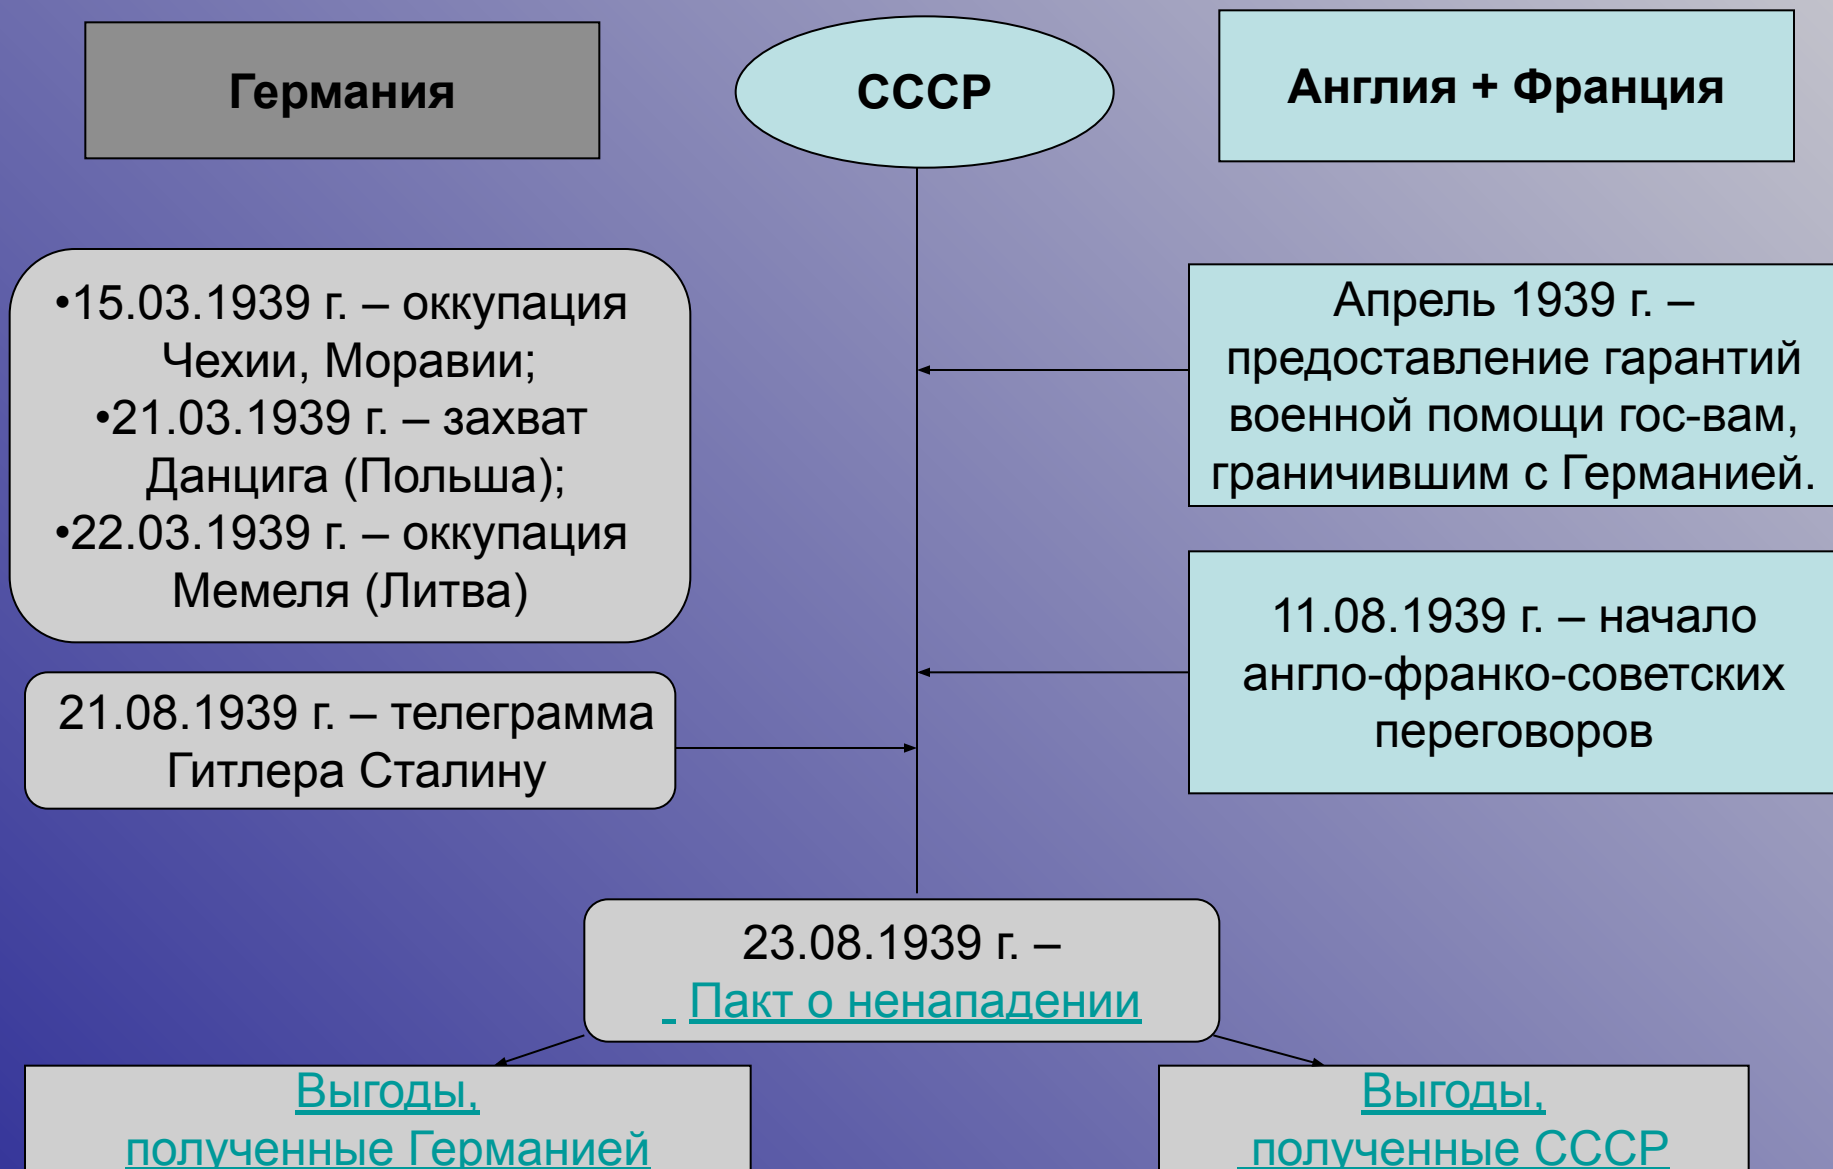 Германия
СССР
Англия + Франция
•15.03.1939 г. – оккупация
Чехии, Моравии;
•21.03.1939 г. – захват
Данцига (Польша);
•22.03.1939 г. – оккупация
Мемеля (Литва)
Апрель 1939 г. –
предоставление гарантий
военной помощи гос-вам,
граничившим с Германией.
11.08.1939 г. – начало
англо-франко-советских
переговоров
21.08.1939 г. – телеграмма
Гитлера Сталину
23.08.1939 г. –
Пакт о ненападении
Выгоды,
полученные Германией
Выгоды,
полученные СССР